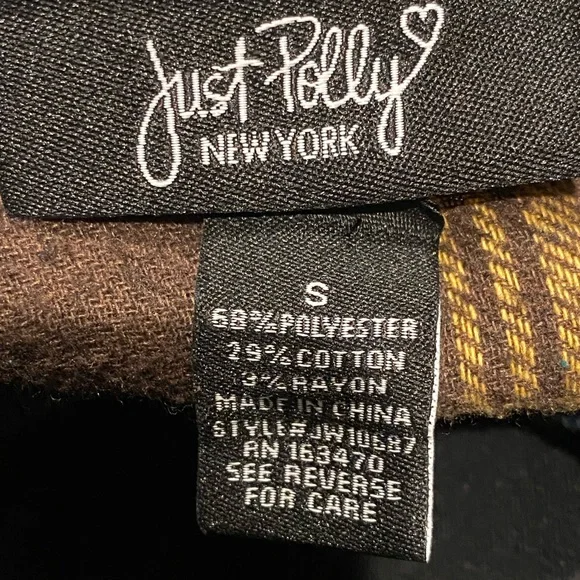 Just Polly
NEW YORK
S
68% POLYESTER
29% COTTON
3% RAYON
MADE IN CHINA
STYLE#JW10687
RN 163470
SEE REVERSE
FOR CARE